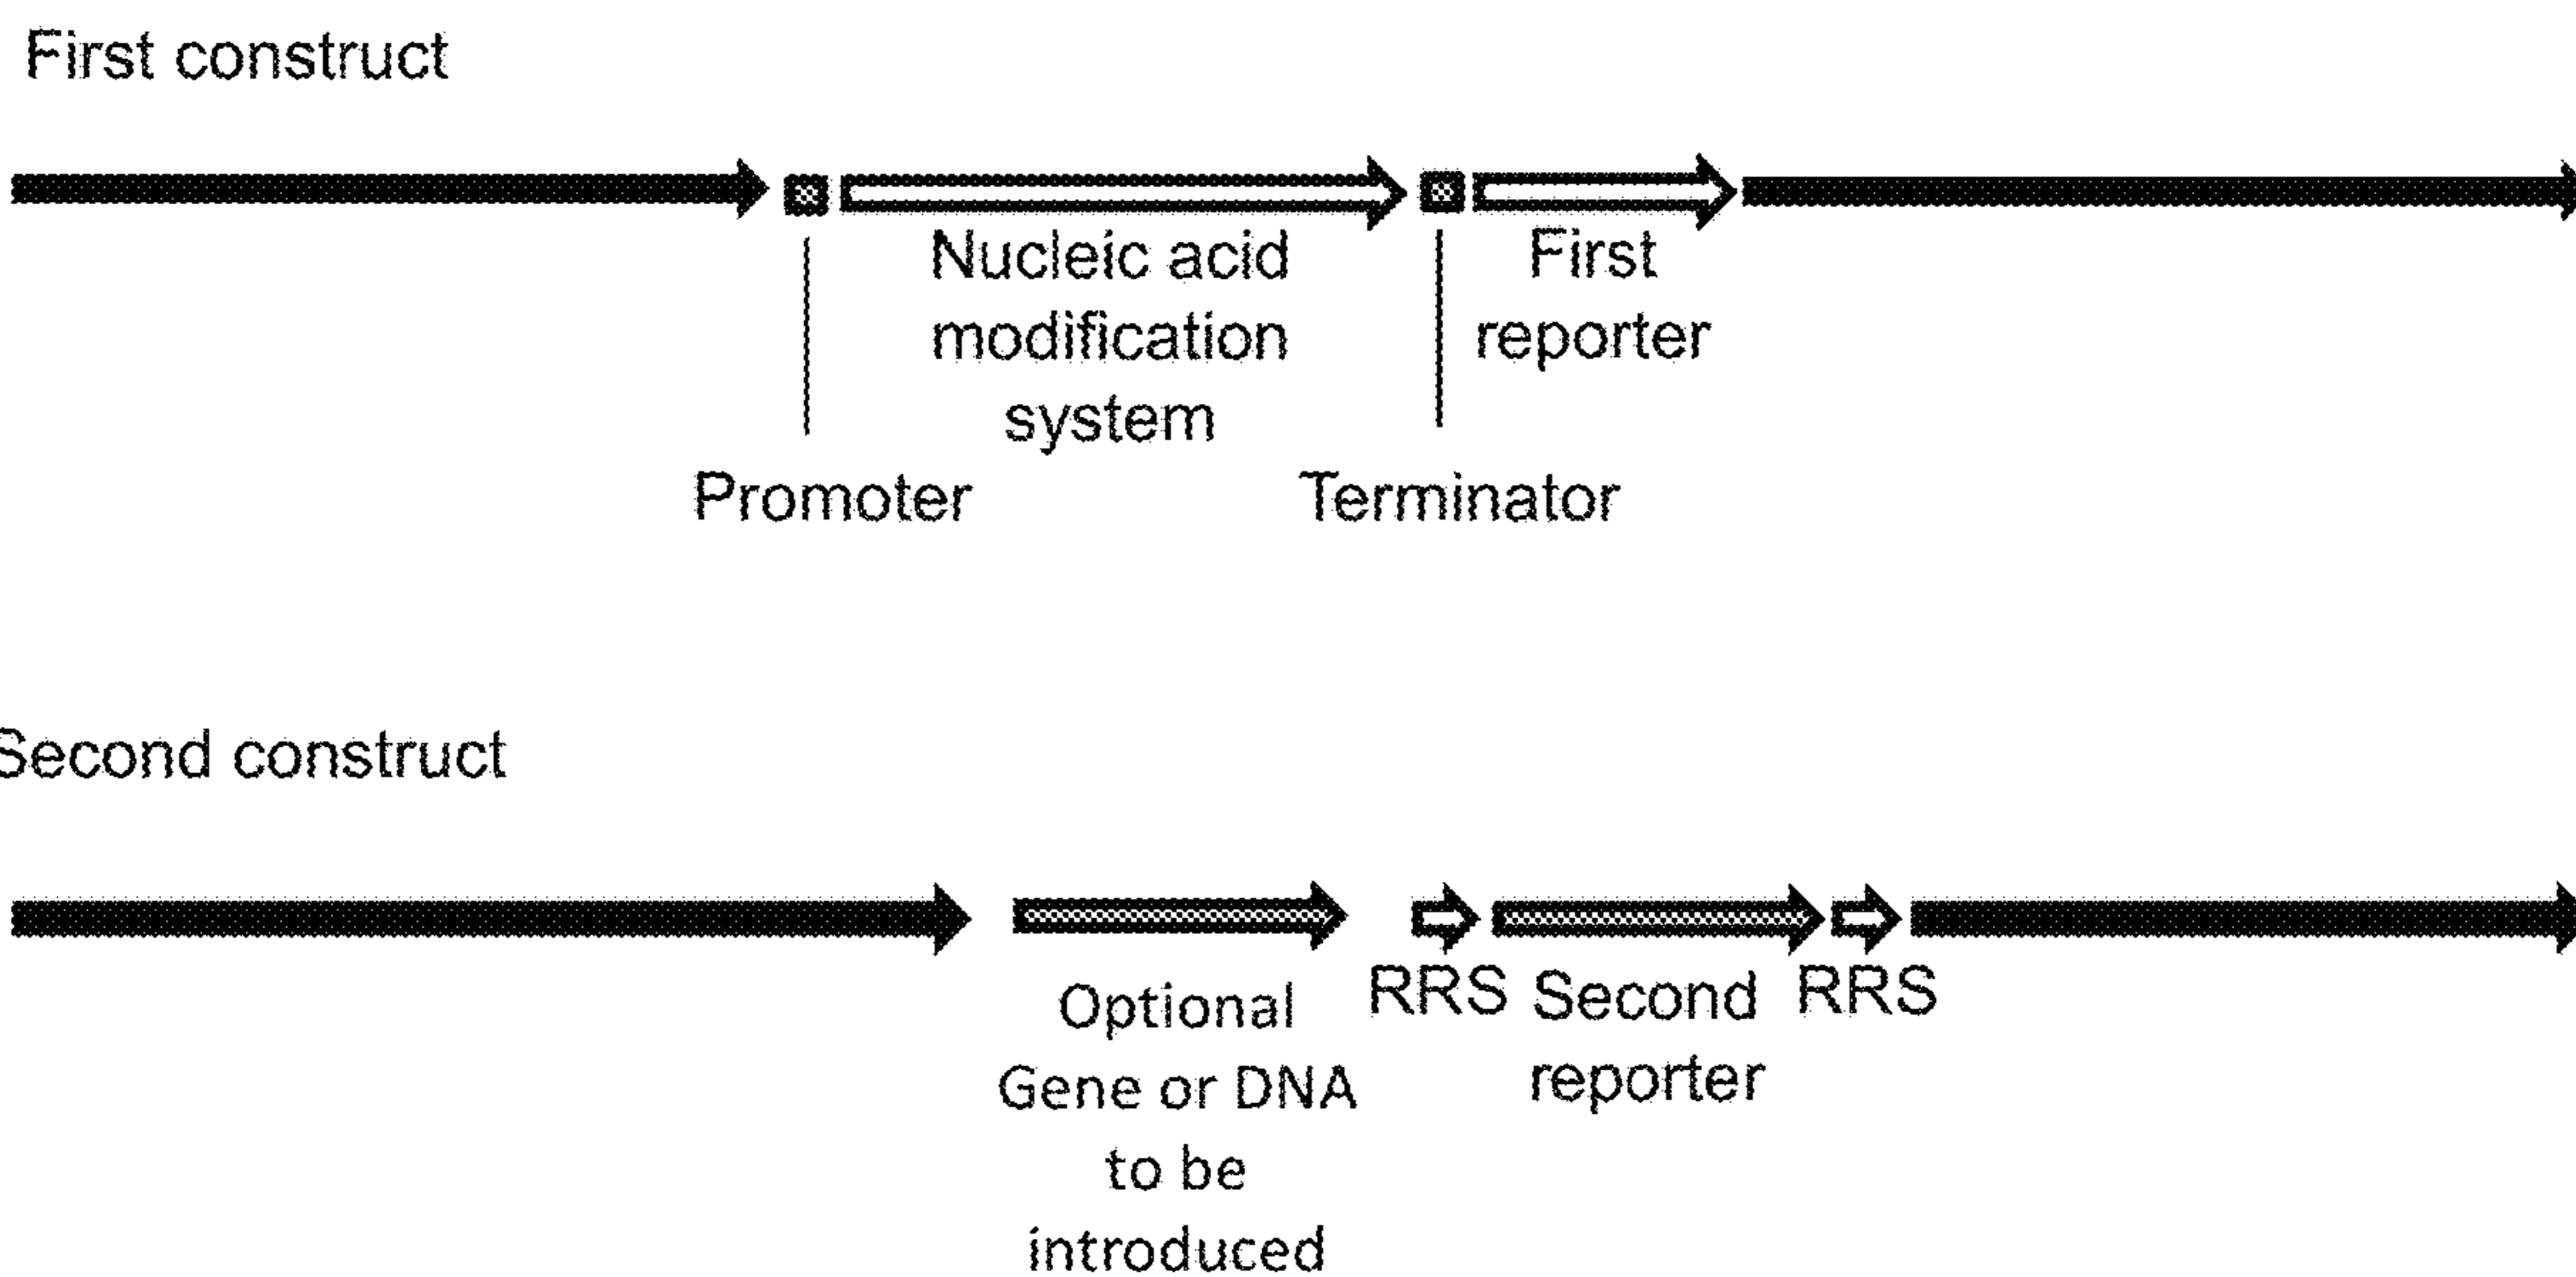 First construct
Nucleic acid
modification
system
First
reporter
Promoter
Terminator
Second construct
Optional
Gene or DNA
to be
introduced
RRS
Second
reporter
RRS